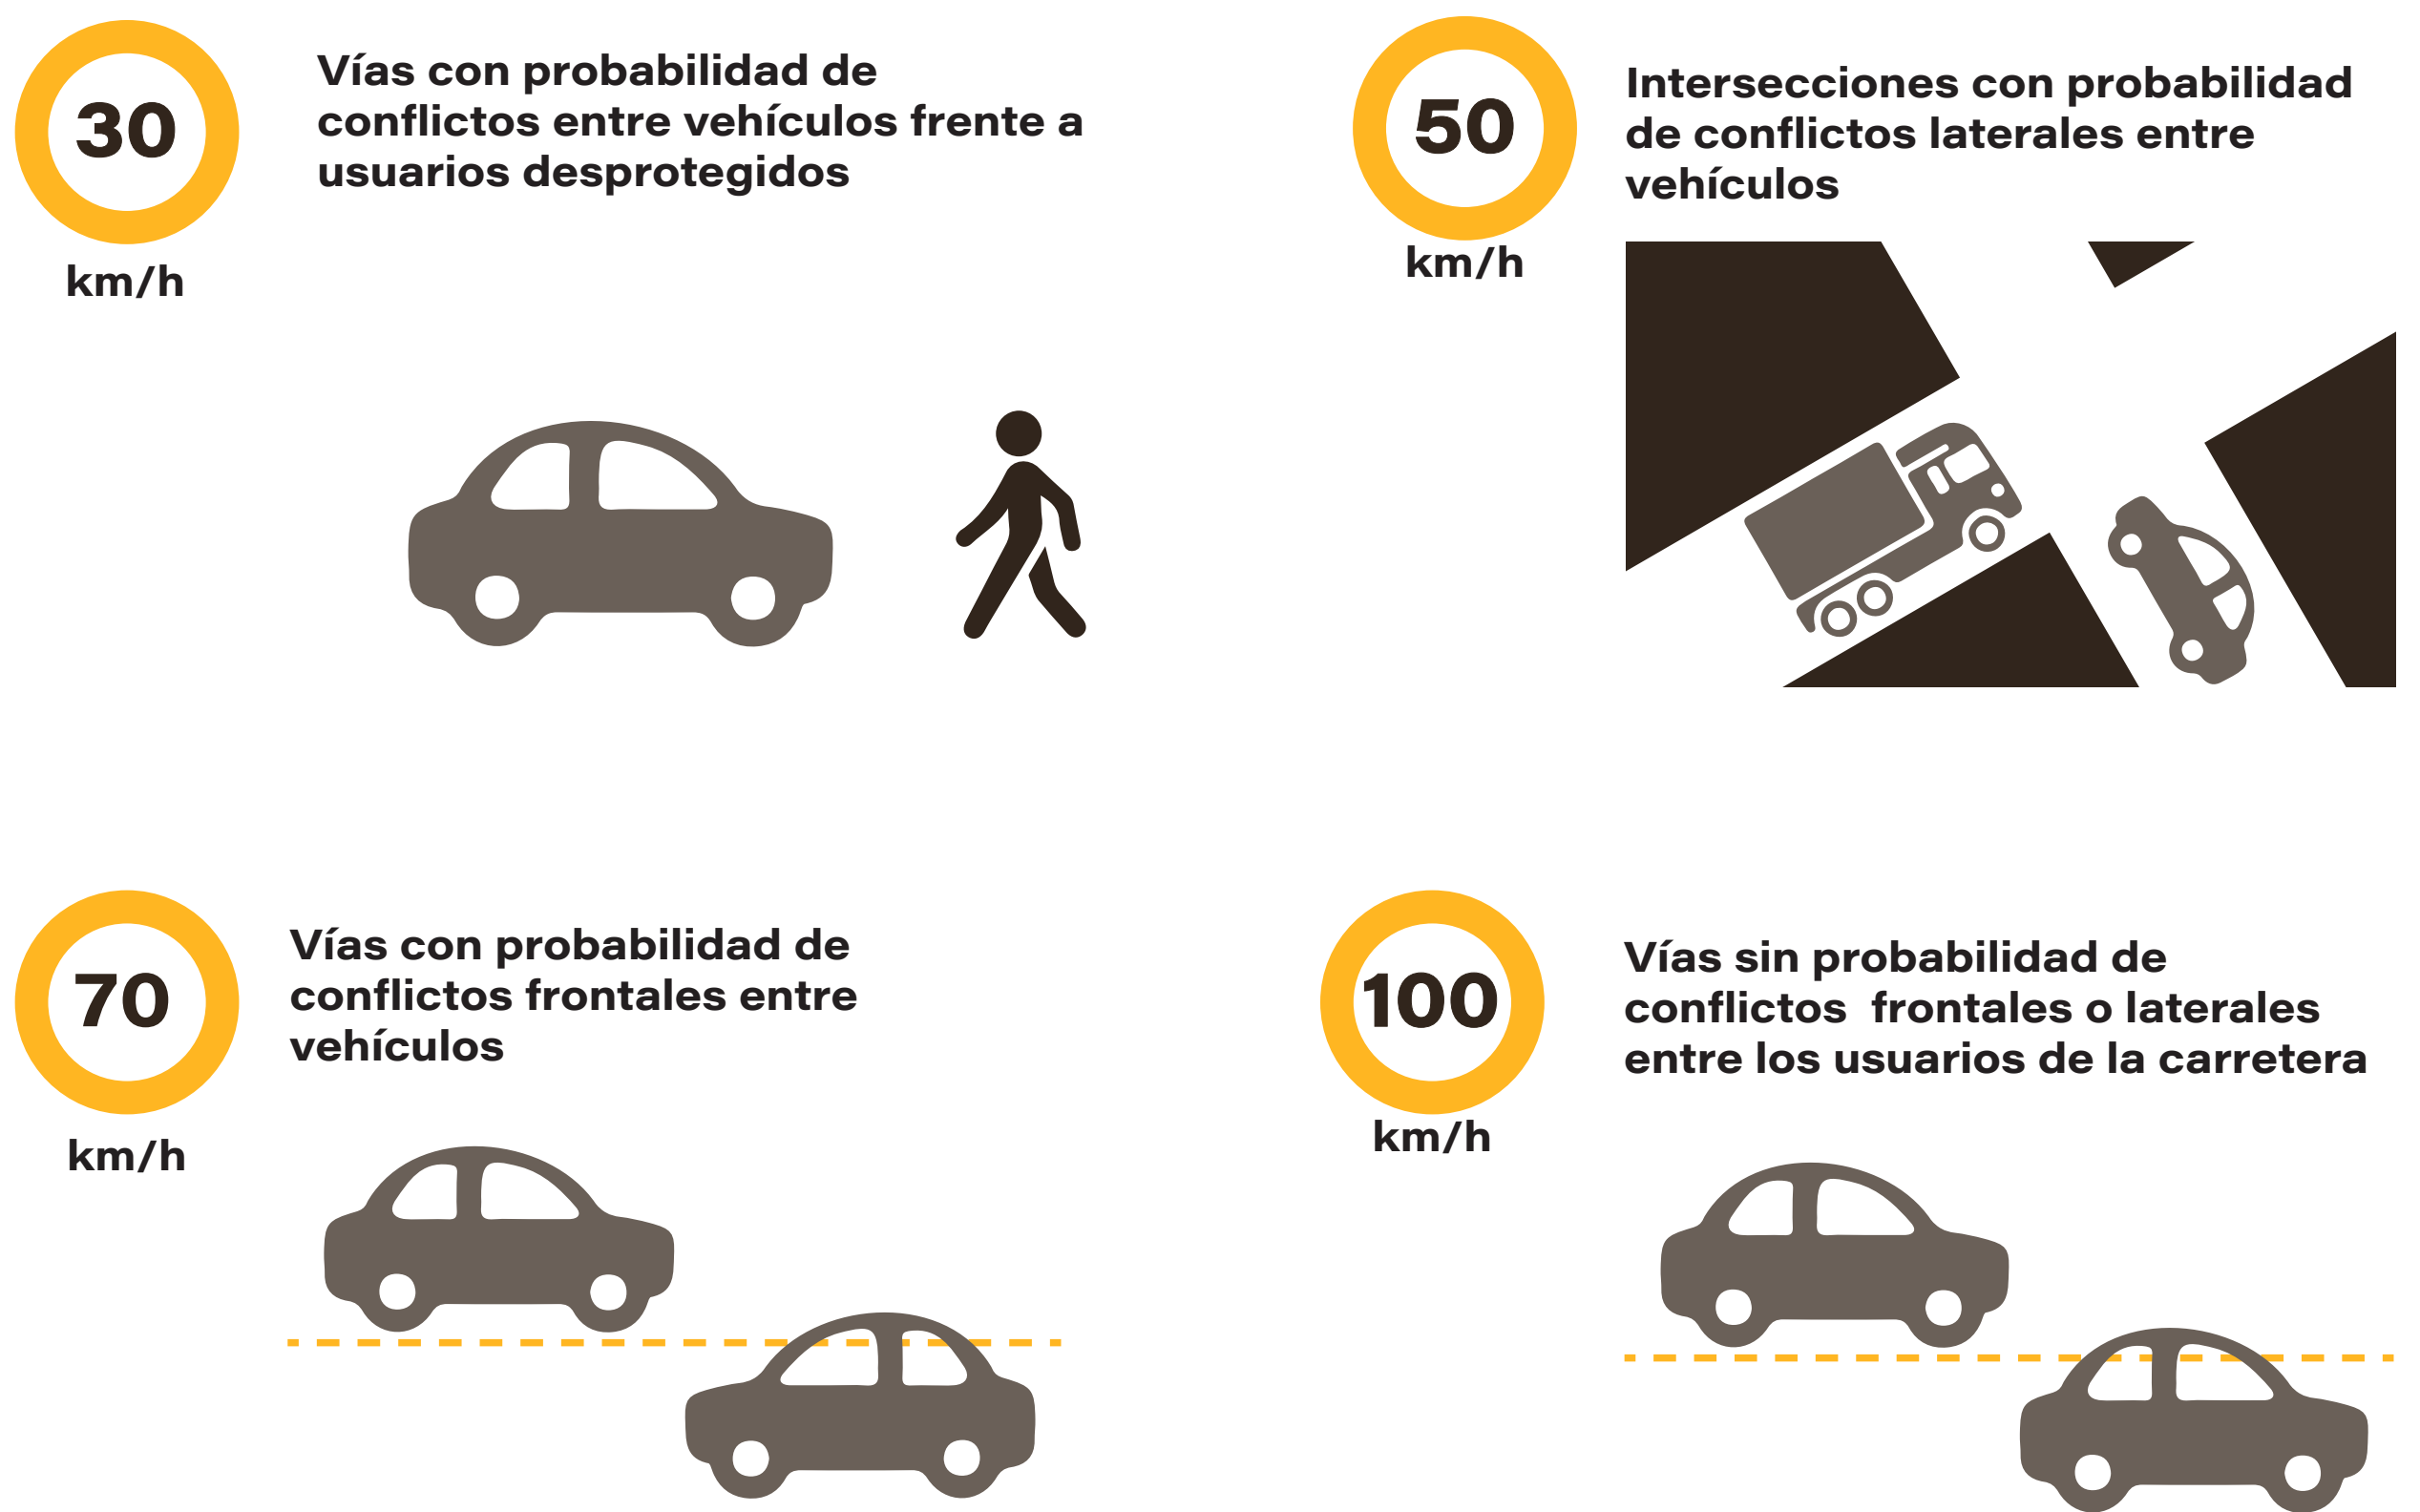 30
km/h
Vías con probabilidad de
conflictos entre vehículos frente a
usuarios desprotegidos
50
km/h
Intersecciones con probabilidad
de conflictos laterales entre
vehículos
70
km/h
Vías con probabilidad de
conflictos frontales entre
vehículos
100
km/h
Vías sin probabilidad de
conflictos  frontales o laterales
entre los usuarios de la carretera